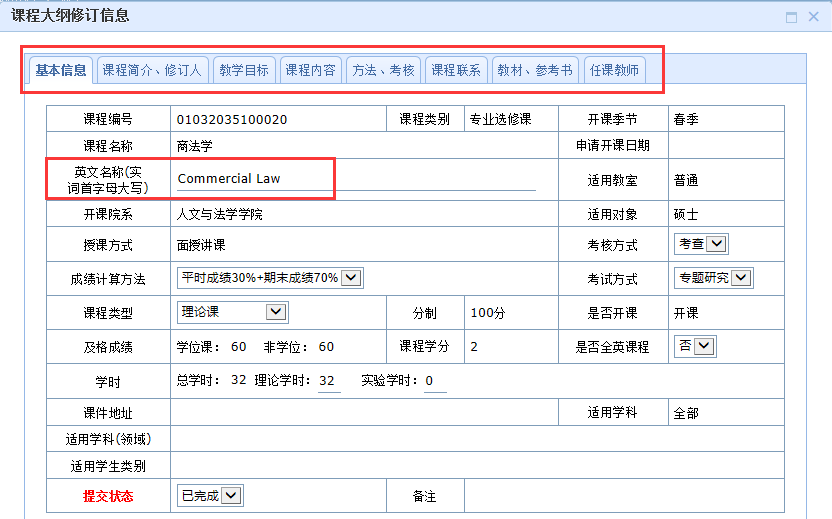 课程大纲修订信息
基本信息 课程简介、修订人 教学目标 课程内容 方法、考核 课程联系 教材、参考书 任课教师
课程编号 01032035100020 课程类别 专业选修课 开课季节 春季
课程名称 商法学 申请开课日期
英文名称(实
词首字母大写) Commercial Law 适用教室 普通
开课院系 人文与法学学院 适用对象 硕士
授课方式 面授讲课 考核方式 考查
成绩计算方法 平时成绩30%+期末成绩70% 考试方式 专题研究
课程类型 理论课 分制 100分 是否开课 开课
及格成绩 学位课: 60 非学位: 60 课程学分 2 是否全英课程 否
学时 总学时: 32 理论学时: 32 实验学时: 0
课件地址 适用学科 全部
适用学科(领域)
适用学生类别
提交状态 已完成 备注